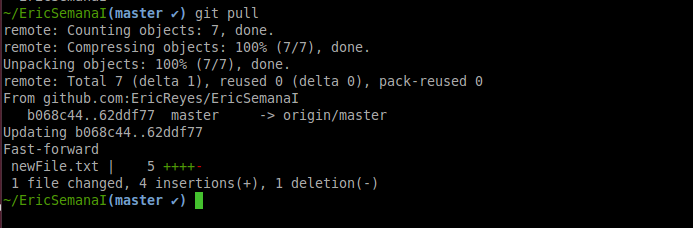 ~/EricSemanaI(master ✔) git pull
remote: Counting objects: 7, done.
remote: Compressing objects: 100% (7/7), done.
Unpacking objects: 100% (7/7), done.
remote: Total 7 (delta 1), reused 0 (delta 0), pack-reused 0
From github.com:EricReyes/EricSemanaI
   b068c44..62ddf77  master     -> origin/master
Updating b068c44..62ddf77
Fast-forward
 newFile.txt |    5 ++++-
 1 file changed, 4 insertions(+), 1 deletion(-)
~/EricSemanaI(master ✔)